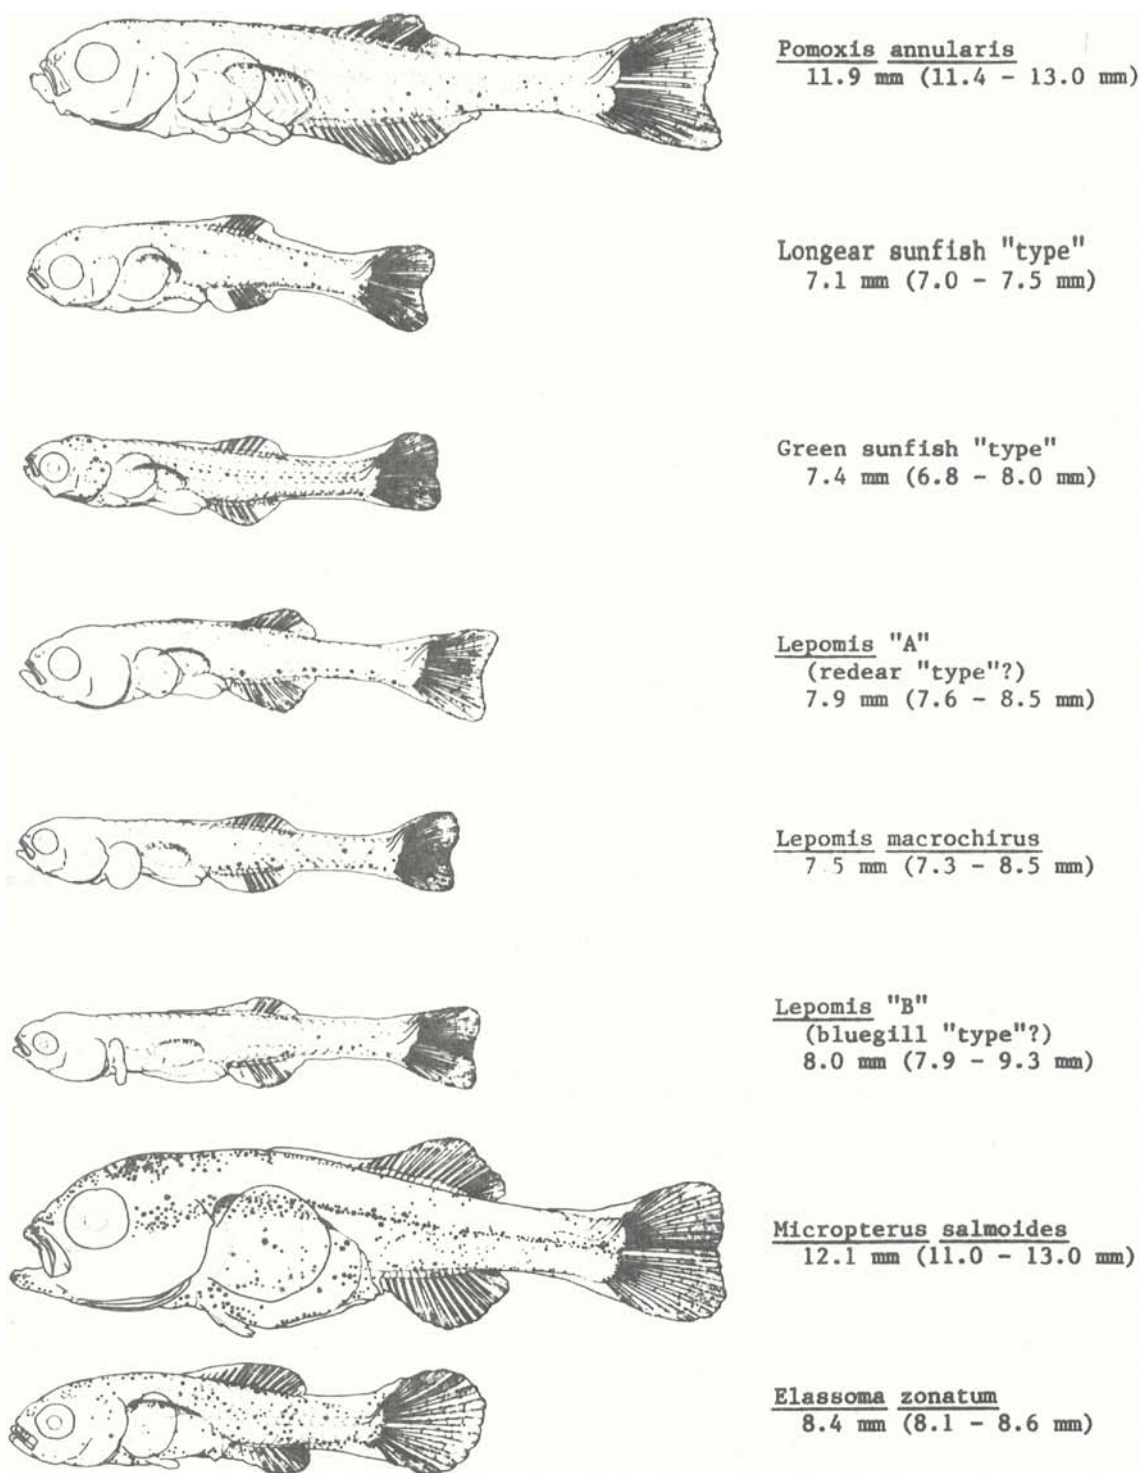 Pomoxis annularis
11.9 mm (11.4 - 13.0 mm)
Longear sunfish "type"
7.1 mm (7.0 - 7.5 mm)
Green sunfish "type"
7.4 mm (6.8 - 8.0 mm)
Lepomis "A"
(redear "type"?)
7.9 mm (7.6 - 8.5 mm)
Lepomis macrochirus
7.5 mm (7.3 - 8.5 mm)
Lepomis "B"
(bluegill "type"?)
8.0 mm (7.9 - 9.3 mm)
Micropterus salmoides
12.1 mm (11.0 - 13.0 mm)
Elassoma zonatum
8.4 mm (8.1 - 8.6 mm)